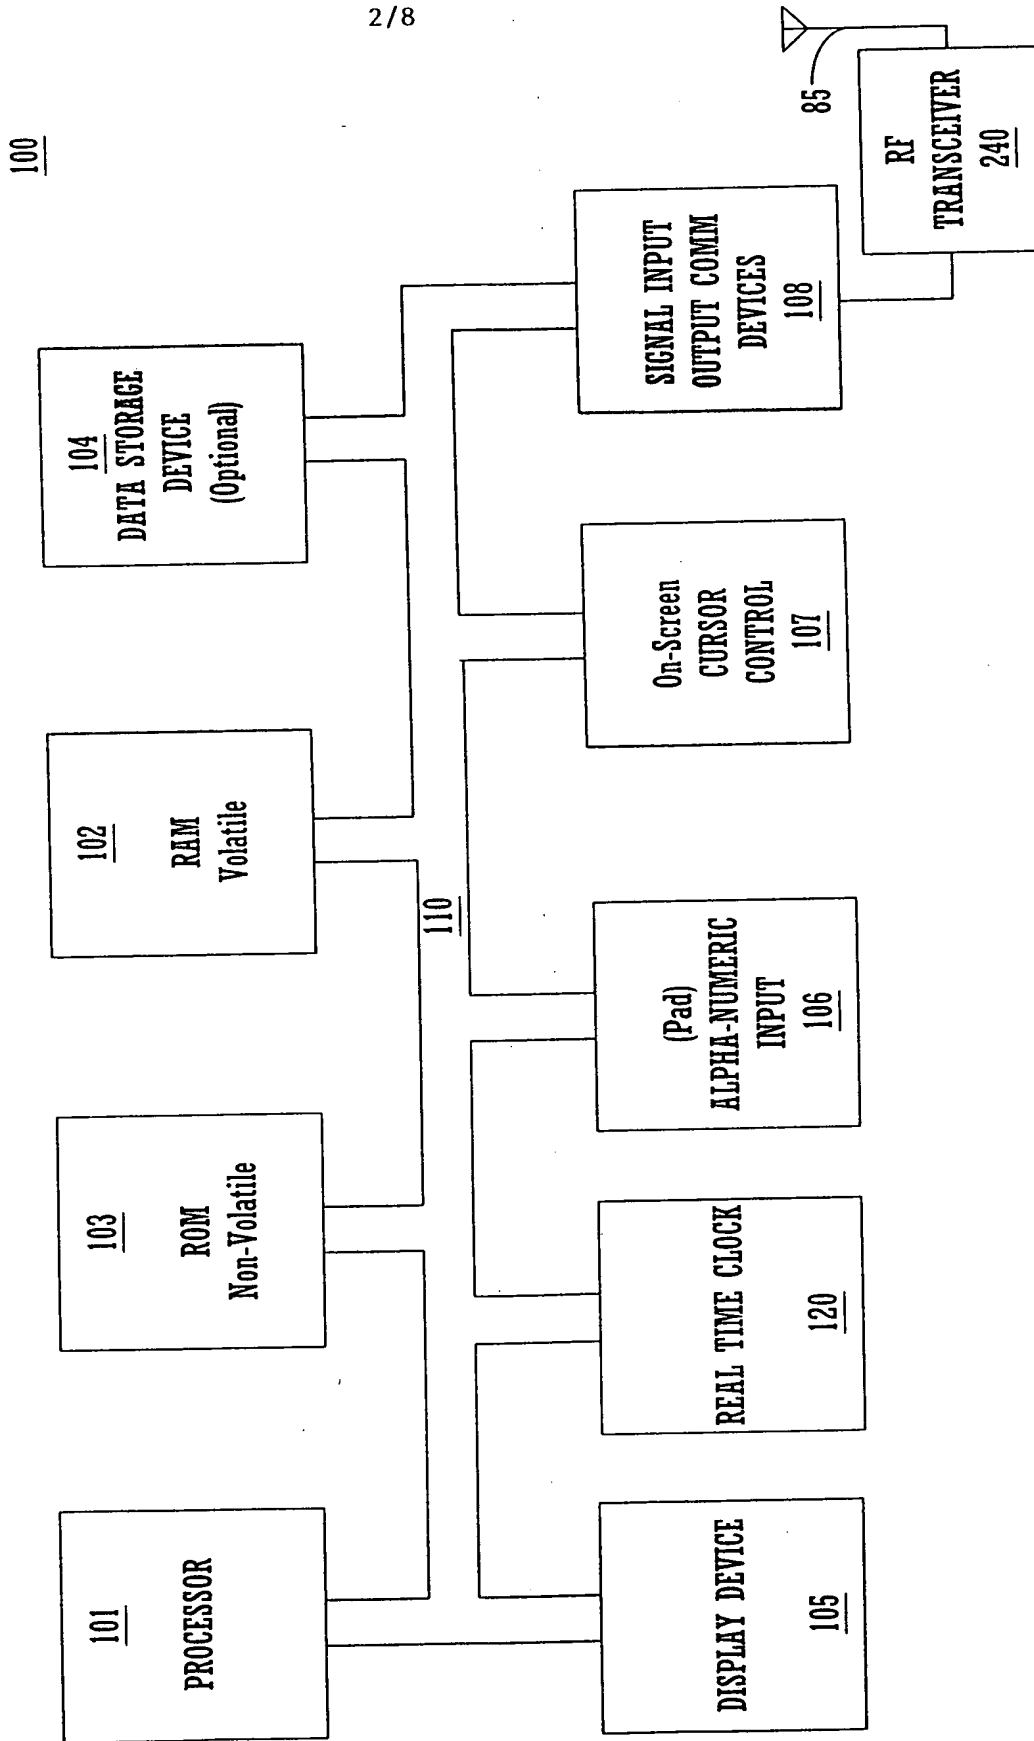 2/8
100
101
PROCESSOR
103
ROM
Non-Volatile
102
RAM
Volatile
104
DATA STORAGE
DEVICE
(Optional)
110
DISPLAY DEVICE
105
REAL TIME CLOCK
120
(Pad)
ALPHA-NUMERIC
INPUT
106
On-Screen
CURSOR
CONTROL
107
SIGNAL INPUT
OUTPUT COMM
DEVICES
108
85
RF
TRANSCEIVER
240